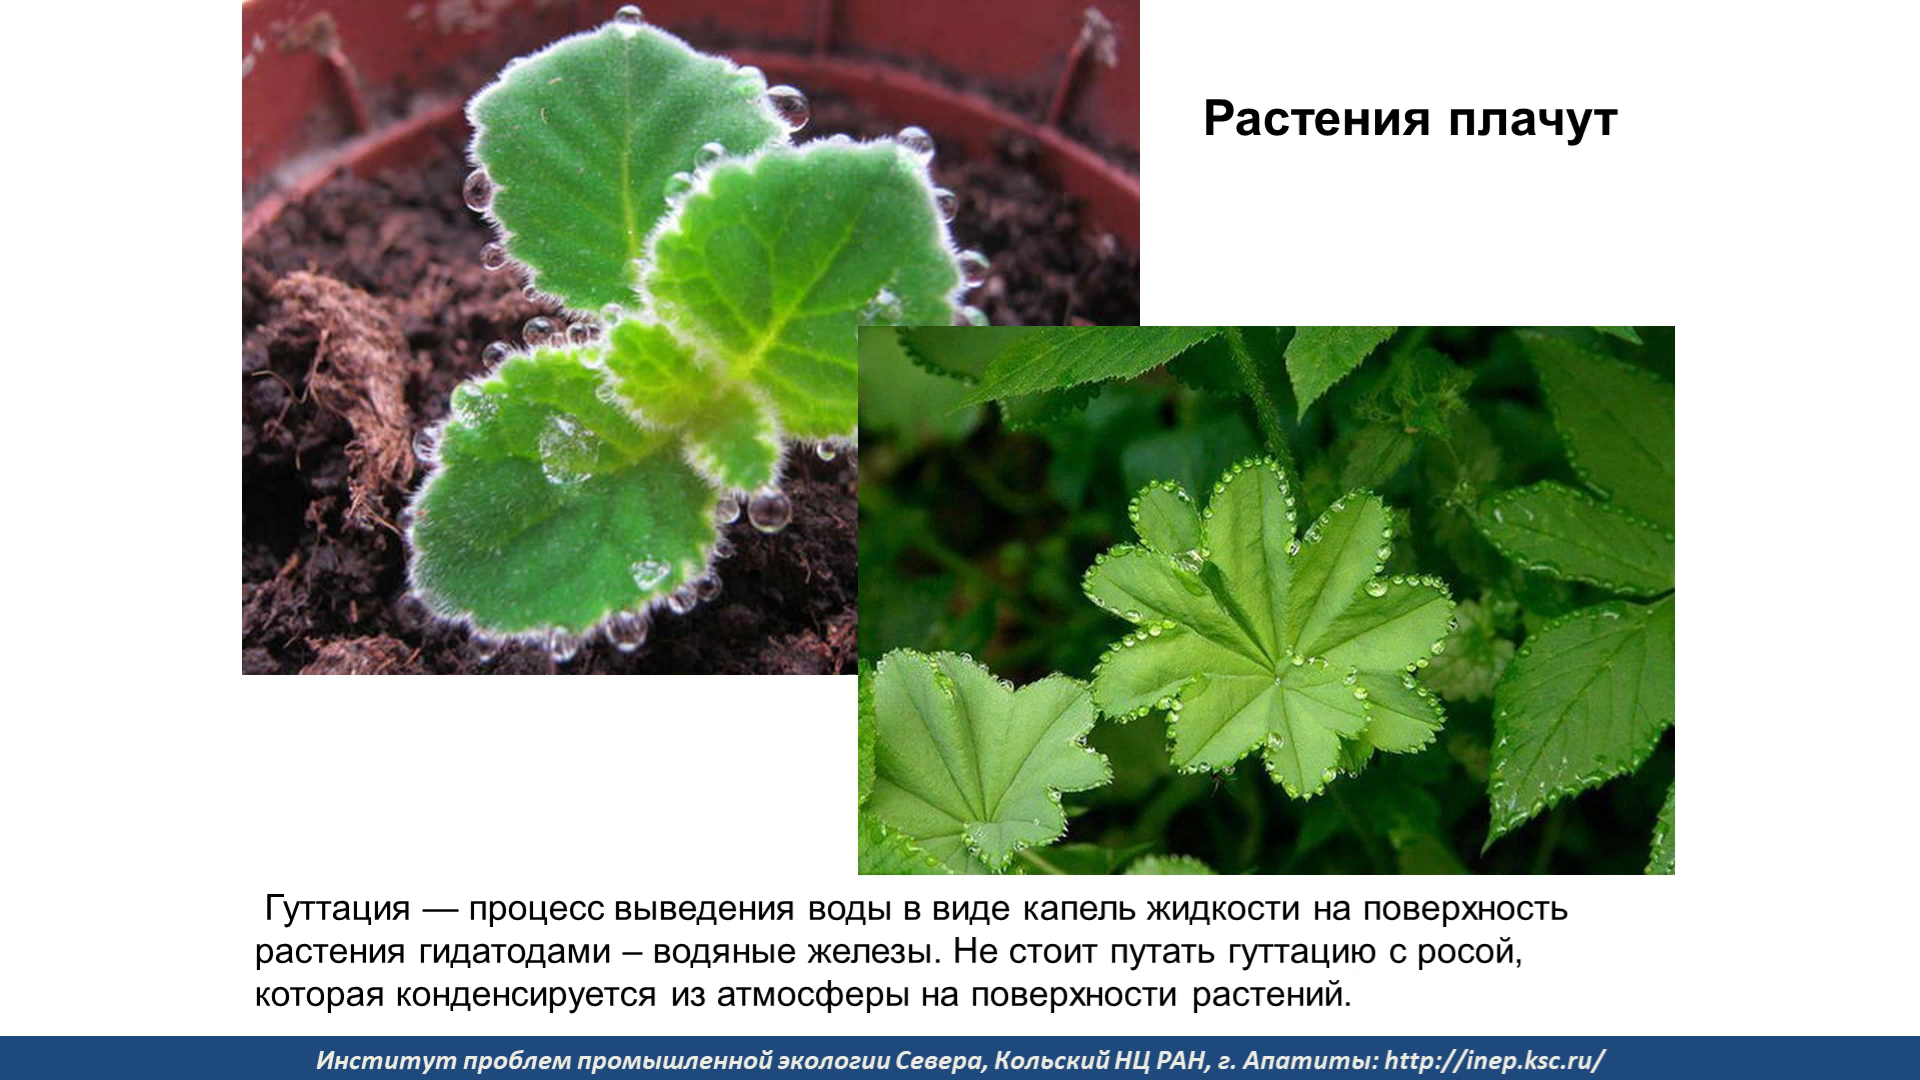 Растения плачут
Гуттация — процесс выведения воды в виде капель жидкости на поверхность
растения гидатодами – водяные железы. Не стоит путать гуттацию с росой,
которая конденсируется из атмосферы на поверхности растений.
Институт проблем промышленной экологии Севера, Кольский НЦ РАН, г. Апатиты: http://inep.ksc.ru/